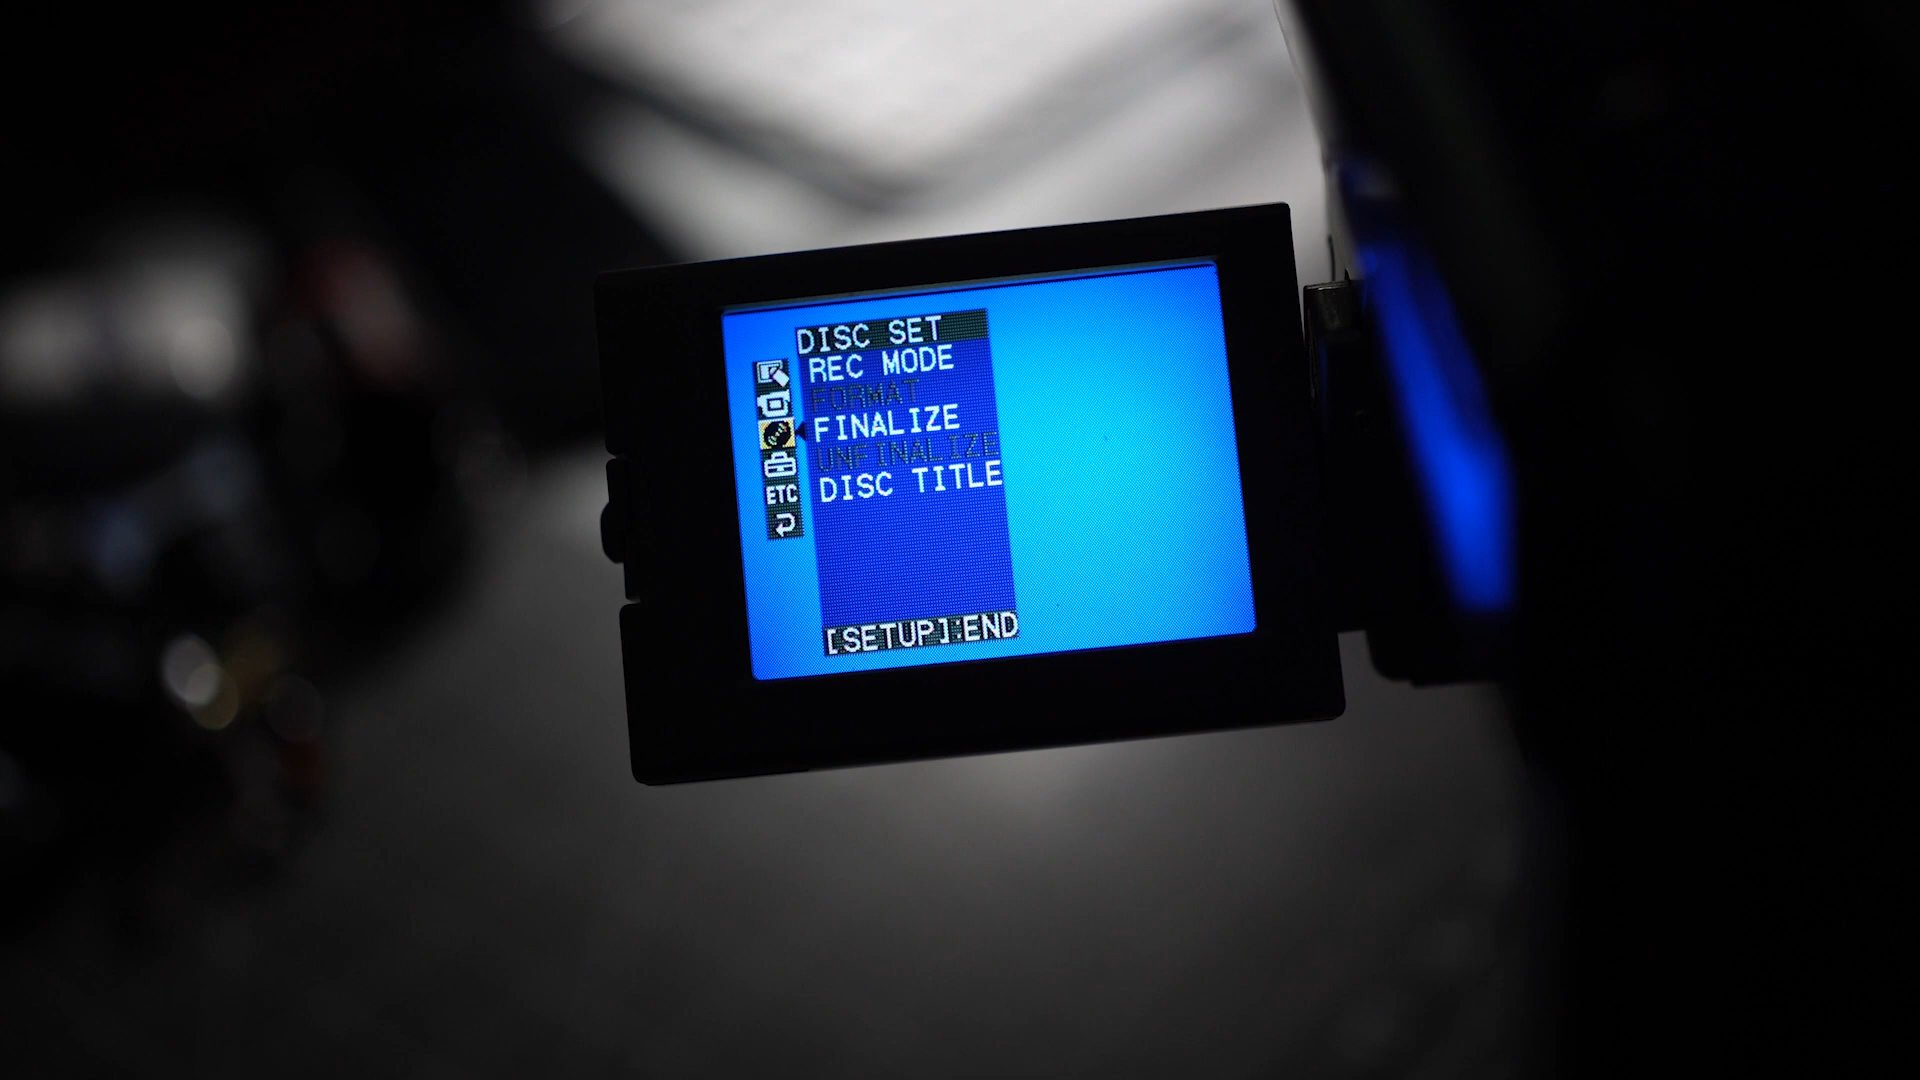 DISC SET
REC MODE
FORMAT
FINALIZE
UNFINALIZE
DISC TITLE
ETC
[SETUP]:END